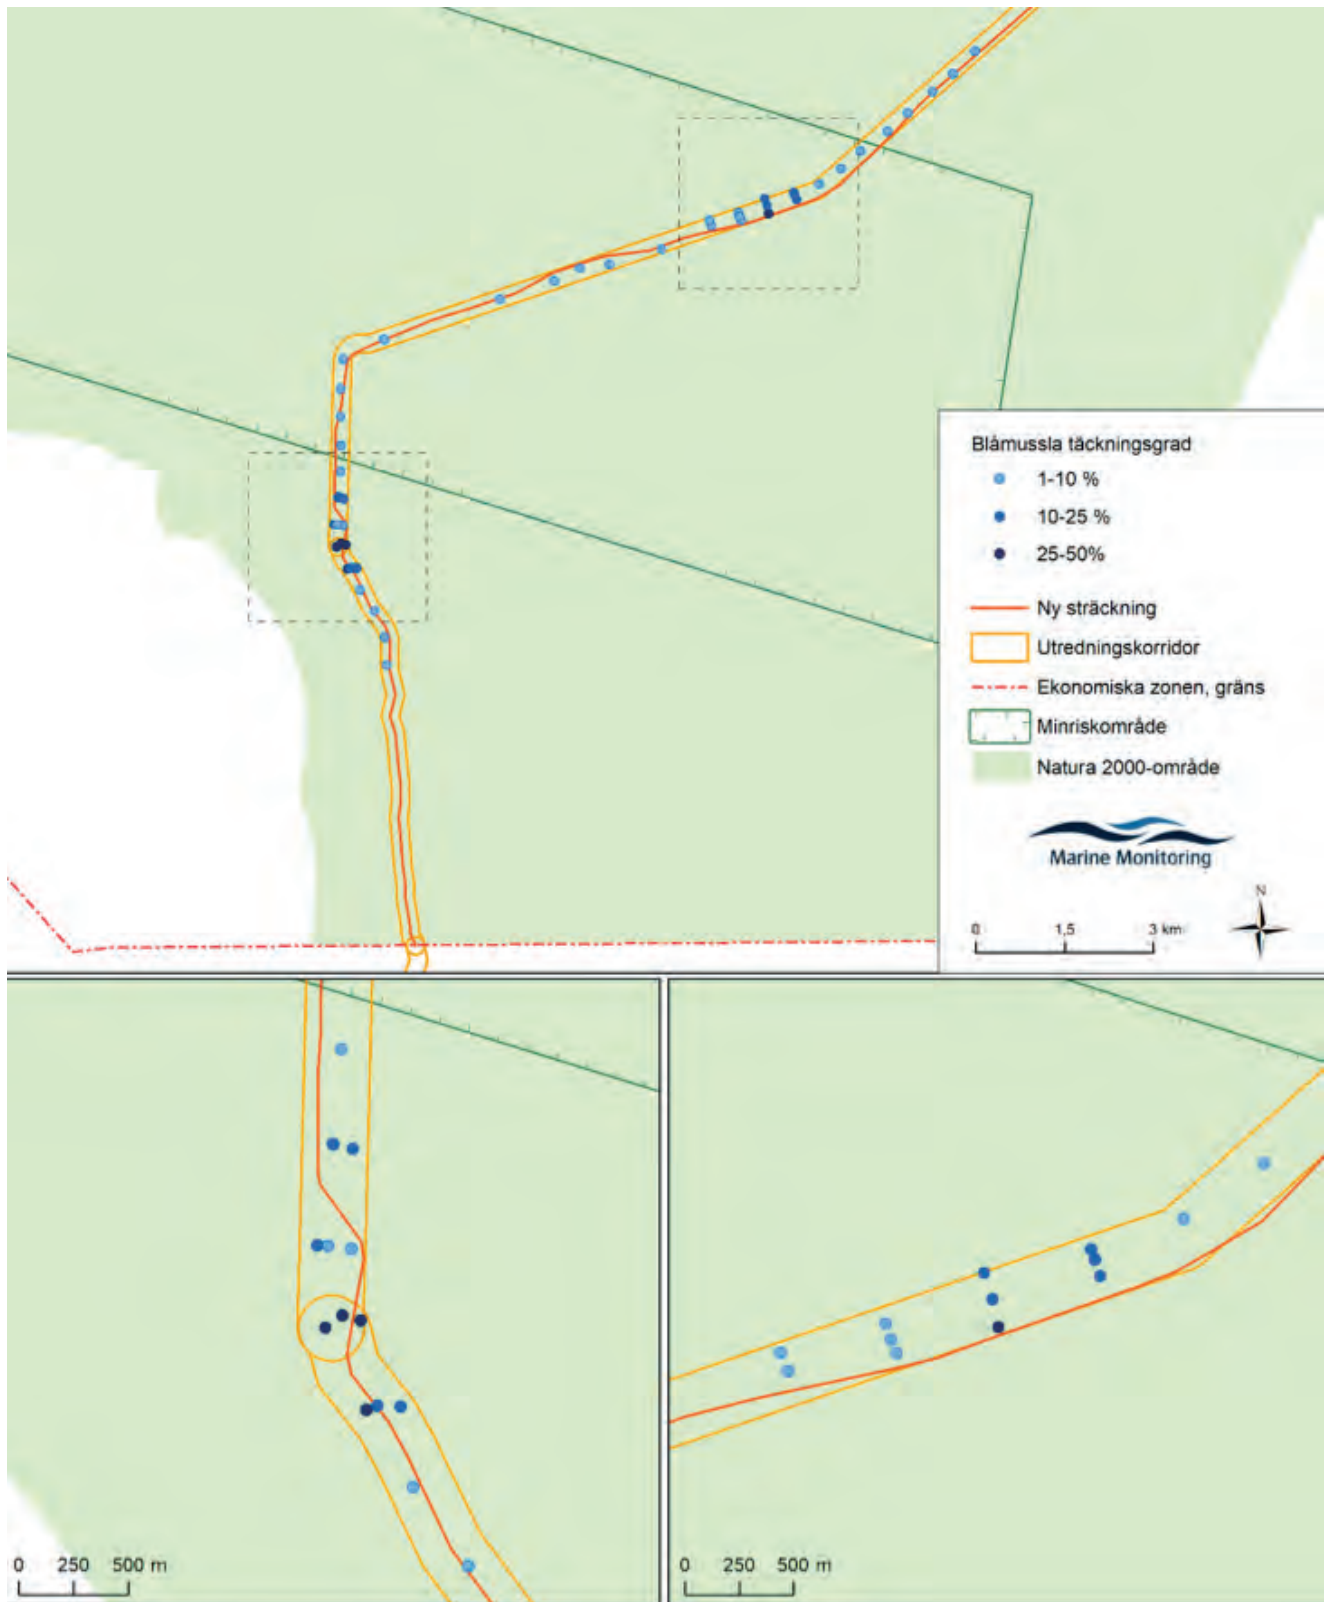 Blåmussla täckningsgrad
1-10 %
10-25 %
25-50%
Ny sträckning
Utredningskorridor
Ekonomiska zonen, gräns
Minriskområde
Natura 2000-område
Marine Monitoring
N
0 1,5 3 km
0 250 500 m
0 250 500 m